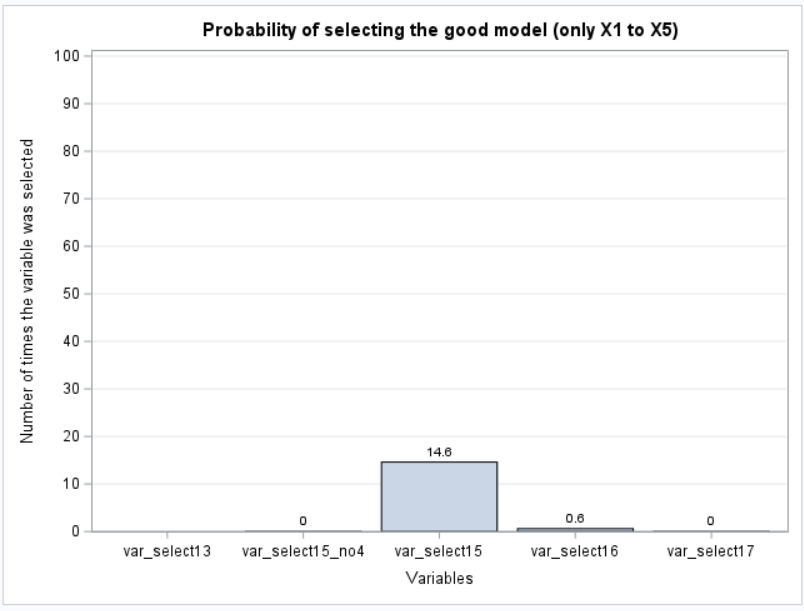 Probability of selecting the good model (only X1 to X5)
Number of times the variable was selected
100
90
80
70
60
50
40
30
20
10
0
0
14.6
0.6
0
var_select13
var_select15_no4
var_select15
var_select16
var_select17
Variables